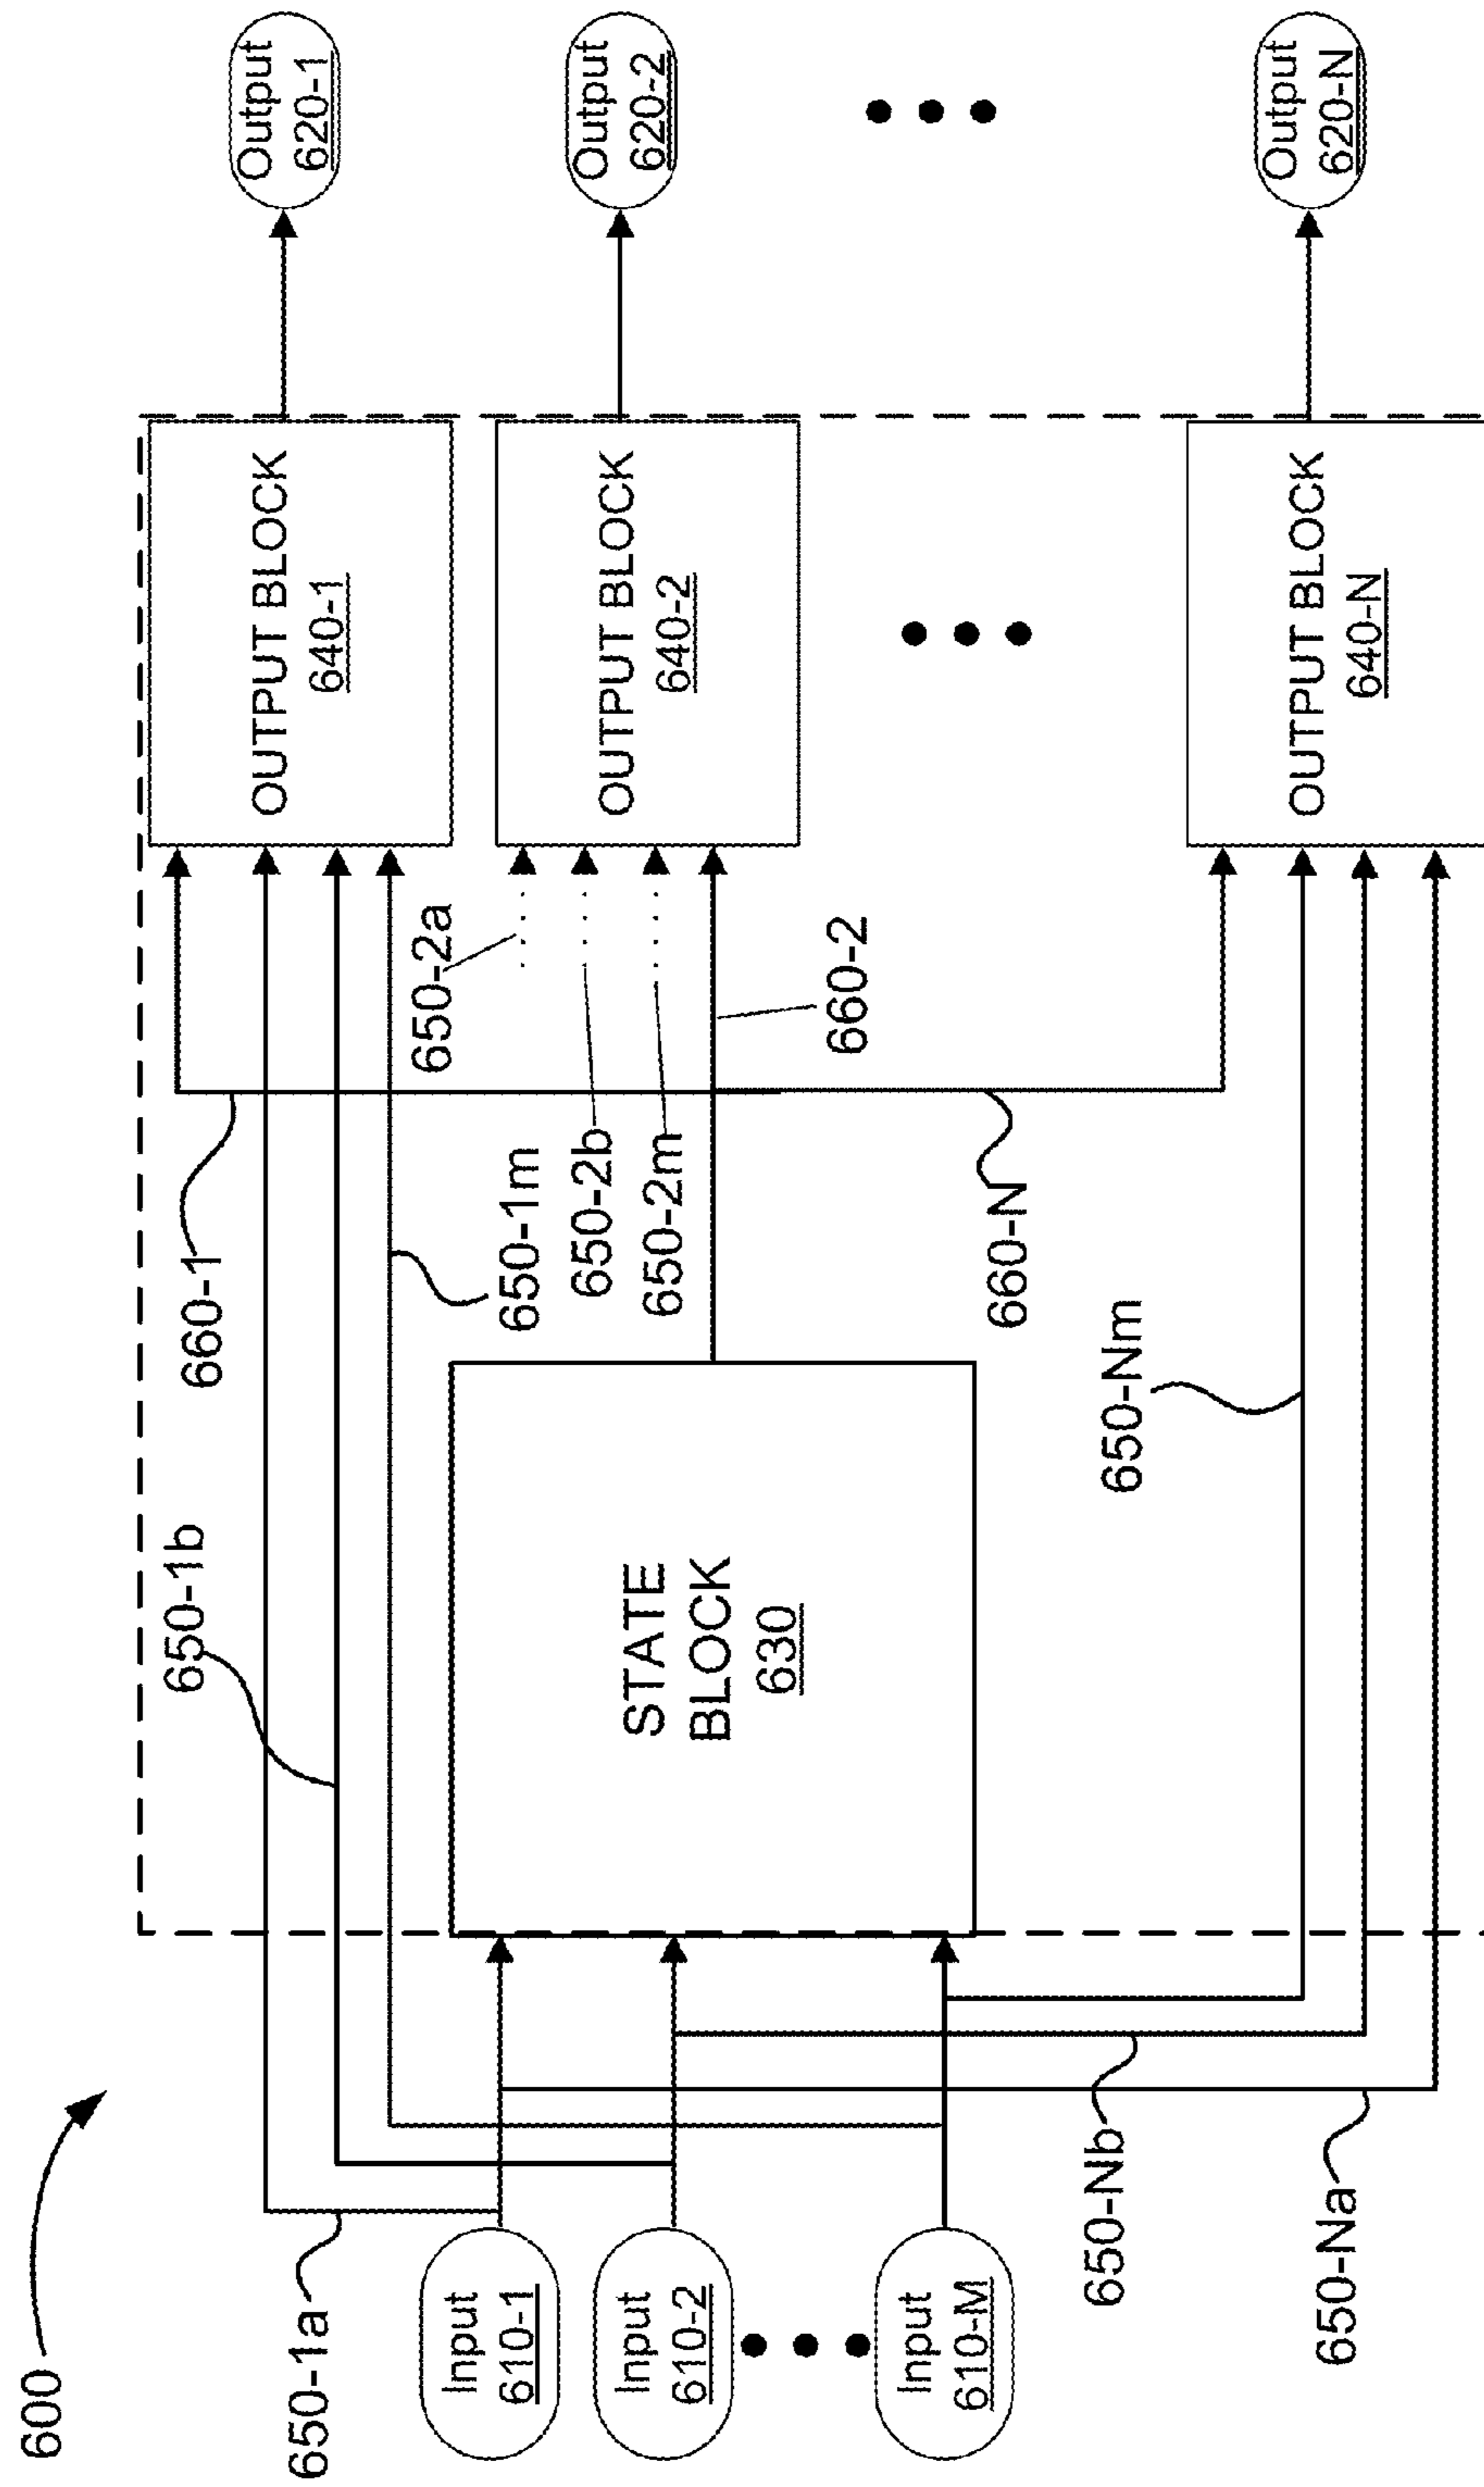 600
650-1a
Input
610-1
Input
610-2
Input
610-M
650-Nb
650-Na
650-1b
STATE
BLOCK
630
660-1
650-1m
650-2a
650-2b
650-2m
660-2
660-N
650-Nm
OUTPUT BLOCK
640-1
OUTPUT BLOCK
640-2
OUTPUT BLOCK
640-N
Output
620-1
Output
620-2
Output
620-N